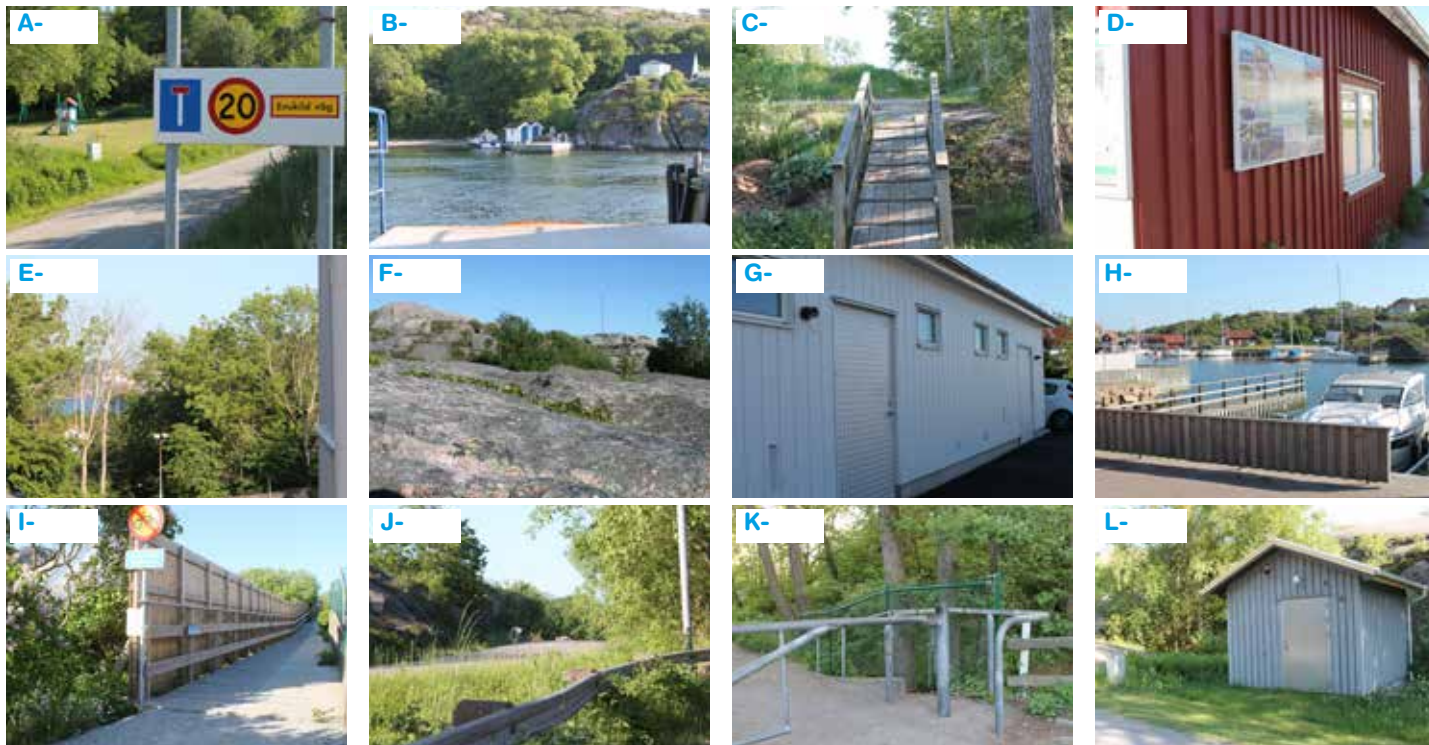 A-
B-
C-
D-
20
Enskild väg
E-
F-
G-
H-
I-
J-
K-
L-